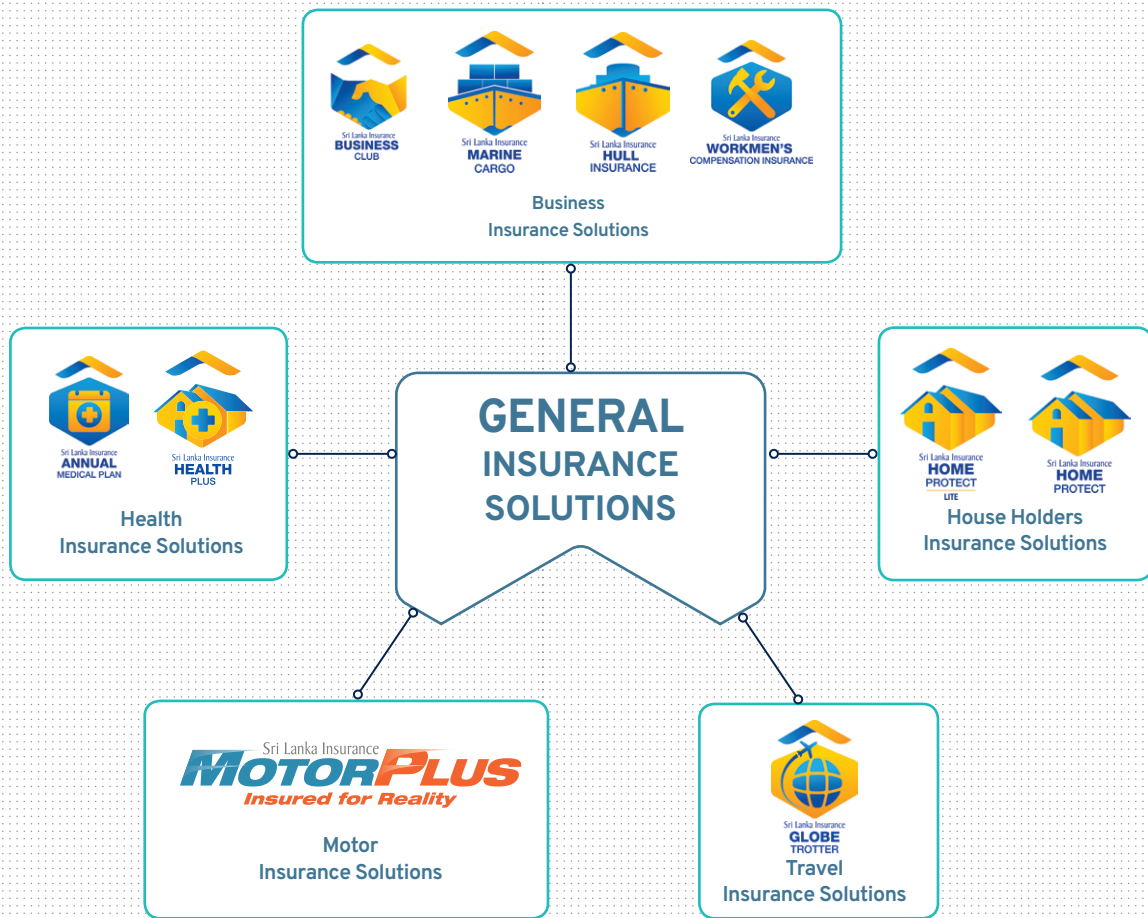 Sri Lanka Insurance
BUSINESS
CLUB
Sri Lanka Insurance
MARINE
CARGO
Sri Lanka Insurance
HULL
INSURANCE
Sri Lanka Insurance
WORKMEN'S
COMPENSATION INSURANCE
Business
Insurance Solutions
Sri Lanka Insurance
ANNUAL
MEDICAL PLAN
Sri Lanka Insurance
HEALTH
PLUS
Health
Insurance Solutions
GENERAL
INSURANCE
SOLUTIONS
Sri Lanka Insurance
HOME
PROTECT
LITE
Sri Lanka Insurance
HOME
PROTECT
House Holders
Insurance Solutions
Sri Lanka Insurance
MOTORPLUS
Insured for Reality
Motor
Insurance Solutions
Sri Lanka Insurance
GLOBE
TROTTER
Travel
Insurance Solutions